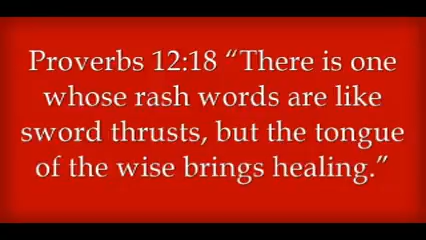 Proverbs 12:18 “There is one
whose rash words are like
sword thrusts, but the tongue
of the wise brings healing.”